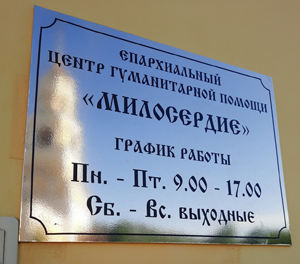 ЕПАРХИАЛЬНЫЙ
ЦЕНТР ГУМАНИТАРНОЙ ПОМОЩИ
«МИЛОСЕРДИЕ»
ГРАФИК РАБОТЫ
Пн. - Пт. 9.00 - 17.00
Сб. - Вс. выходные